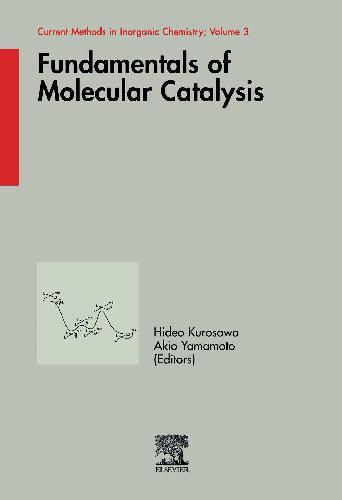 Current Methods in Inorganic Chemistry; Volume 3
Fundamentals of
Molecular Catalysis
Hideo Kurosawa
Akio Yamamoto
(Editors)
ELSEVIER